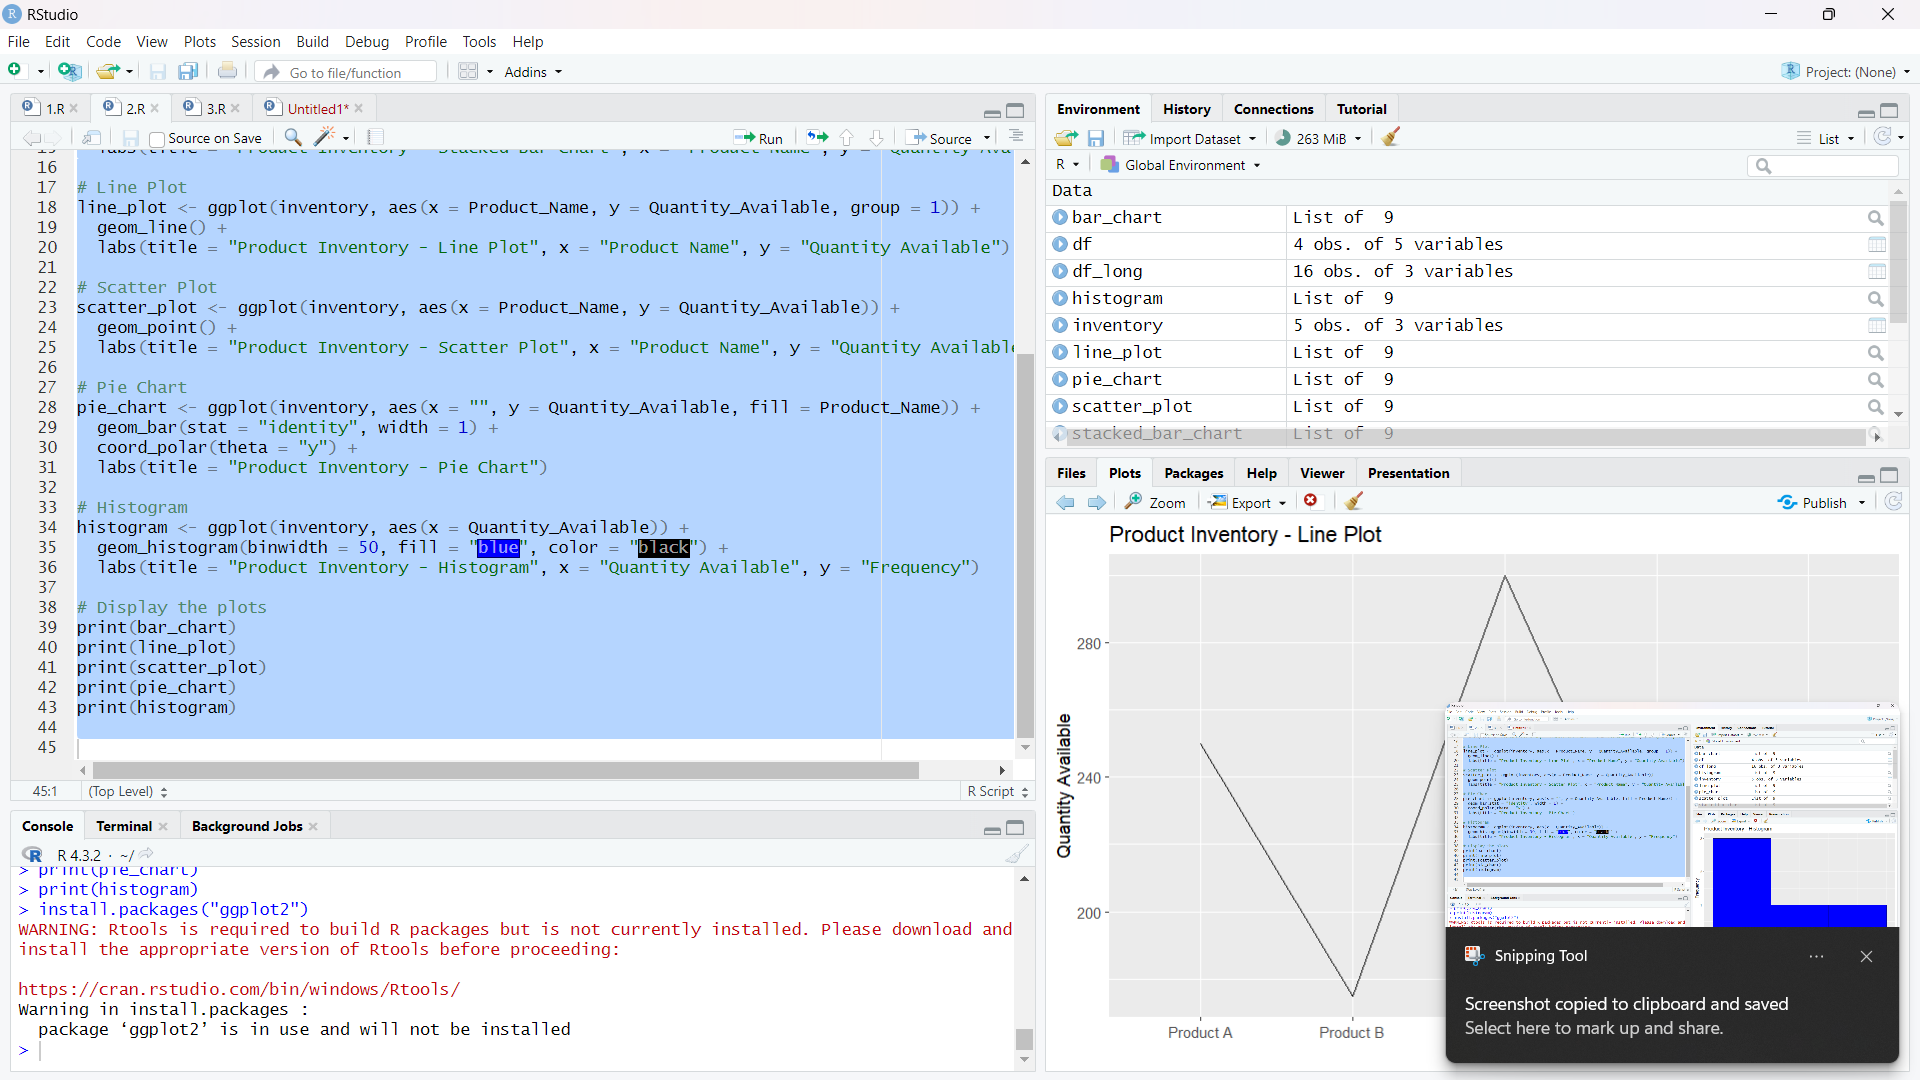 RStudio
File Edit Code View Plots Session Build Debug Profile Tools Help
Go to file/function Addins Project: (None)
1.R 2.R 3.R Untitled1*
Source on Save Run Source
16
17 # Line Plot
18 line_plot <- ggplot(inventory, aes(x = Product_Name, y = Quantity_Available, group = 1)) +
19 geom_line() +
20 labs(title = "Product Inventory - Line Plot", x = "Product Name", y = "Quantity Available")
21
22 # Scatter Plot
23 scatter_plot <- ggplot(inventory, aes(x = Product_Name, y = Quantity_Available)) +
24 geom_point() +
25 labs(title = "Product Inventory - Scatter Plot", x = "Product Name", y = "Quantity Availabl
26
27 # Pie Chart
28 pie_chart <- ggplot(inventory, aes(x = "", y = Quantity_Available, fill = Product_Name)) +
29 geom_bar(stat = "identity", width = 1) +
30 coord_polar(theta = "y") +
31 labs(title = "Product Inventory - Pie Chart")
32
33 # Histogram
34 histogram <- ggplot(inventory, aes(x = Quantity_Available)) +
35 geom_histogram(binwidth = 50, fill = "blue", color = "black") +
36 labs(title = "Product Inventory - Histogram", x = "Quantity Available", y = "Frequency")
37
38 # Display the plots
39 print(bar_chart)
40 print(line_plot)
41 print(scatter_plot)
42 print(pie_chart)
43 print(histogram)
44
45
45:1 (Top Level) R Script
Console Terminal Background Jobs
R 4.3.2 · ~/
> print(pie_chart)
> print(histogram)
> install.packages("ggplot2")
WARNING: Rtools is required to build R packages but is not currently installed. Please download and
install the appropriate version of Rtools before proceeding:
https://cran.rstudio.com/bin/windows/Rtools/
Warning in install.packages :
package ‘ggplot2’ is in use and will not be installed
>
Environment History Connections Tutorial
Import Dataset 263 MiB List
R Global Environment
Data
bar_chart List of 9
df 4 obs. of 5 variables
df_long 16 obs. of 3 variables
histogram List of 9
inventory 5 obs. of 3 variables
line_plot List of 9
pie_chart List of 9
scatter_plot List of 9
stacked_bar_chart List of 9
Files Plots Packages Help Viewer Presentation
Zoom Export Publish
Product Inventory - Line Plot
280
240
200
Quantity Available
Product A Product B
Snipping Tool
Screenshot copied to clipboard and saved
Select here to mark up and share.